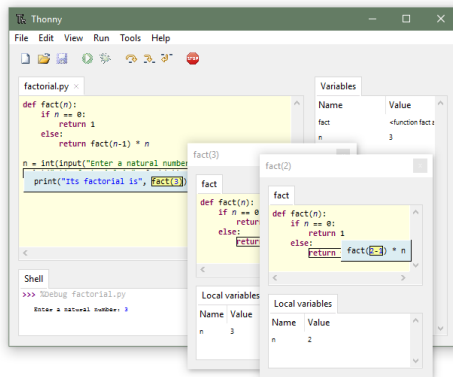 Thonny
File Edit View Run Tools Help
STOP
factorial.py ×
def fact(n):
if n == 0:
return 1
else:
return fact(n-1) * n
n = int(input("Enter a natural number
print("Its factorial is", fact(3))
Shell
>>> %Debug factorial.py
Enter a natural number: 3
Variables
Name Value
fact <function fact a
n 3
fact(3)
fact
def fact(n):
if n == 0
retur
else:
retur
Local variables
Name Value
n 3
fact(2)
fact
def fact(n):
if n == 0:
return 1
else:
return fact(2-1) * n
Local variables
Name Value
n 2